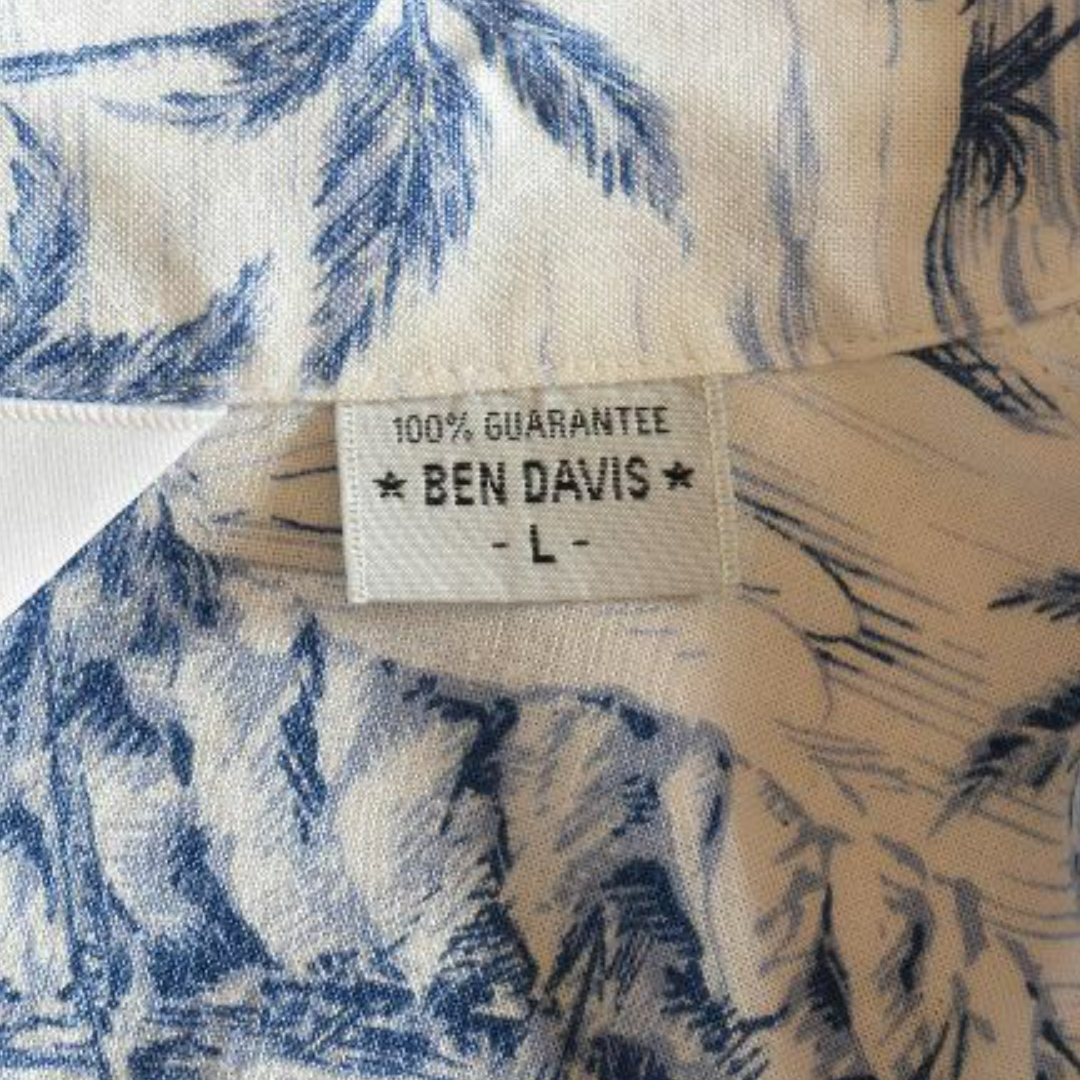 100% GUARANTEE
★ BEN DAVIS ★
- L -